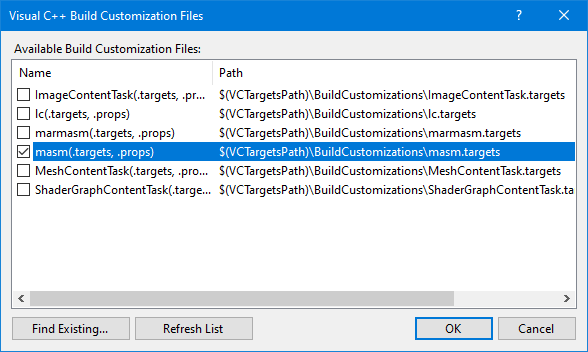 Visual C++ Build Customization Files
Available Build Customization Files:
Name Path
ImageContentTask(.targets, .pr... $(VCTargetsPath)\BuildCustomizations\ImageContentTask.targets
lc(.targets, .props) $(VCTargetsPath)\BuildCustomizations\lc.targets
marmasm(.targets, .props) $(VCTargetsPath)\BuildCustomizations\marmasm.targets
masm(.targets, .props) $(VCTargetsPath)\BuildCustomizations\masm.targets
MeshContentTask(.targets, .pro... $(VCTargetsPath)\BuildCustomizations\MeshContentTask.targets
ShaderGraphContentTask(.targe... $(VCTargetsPath)\BuildCustomizations\ShaderGraphContentTask.ta
Find Existing... Refresh List OK Cancel